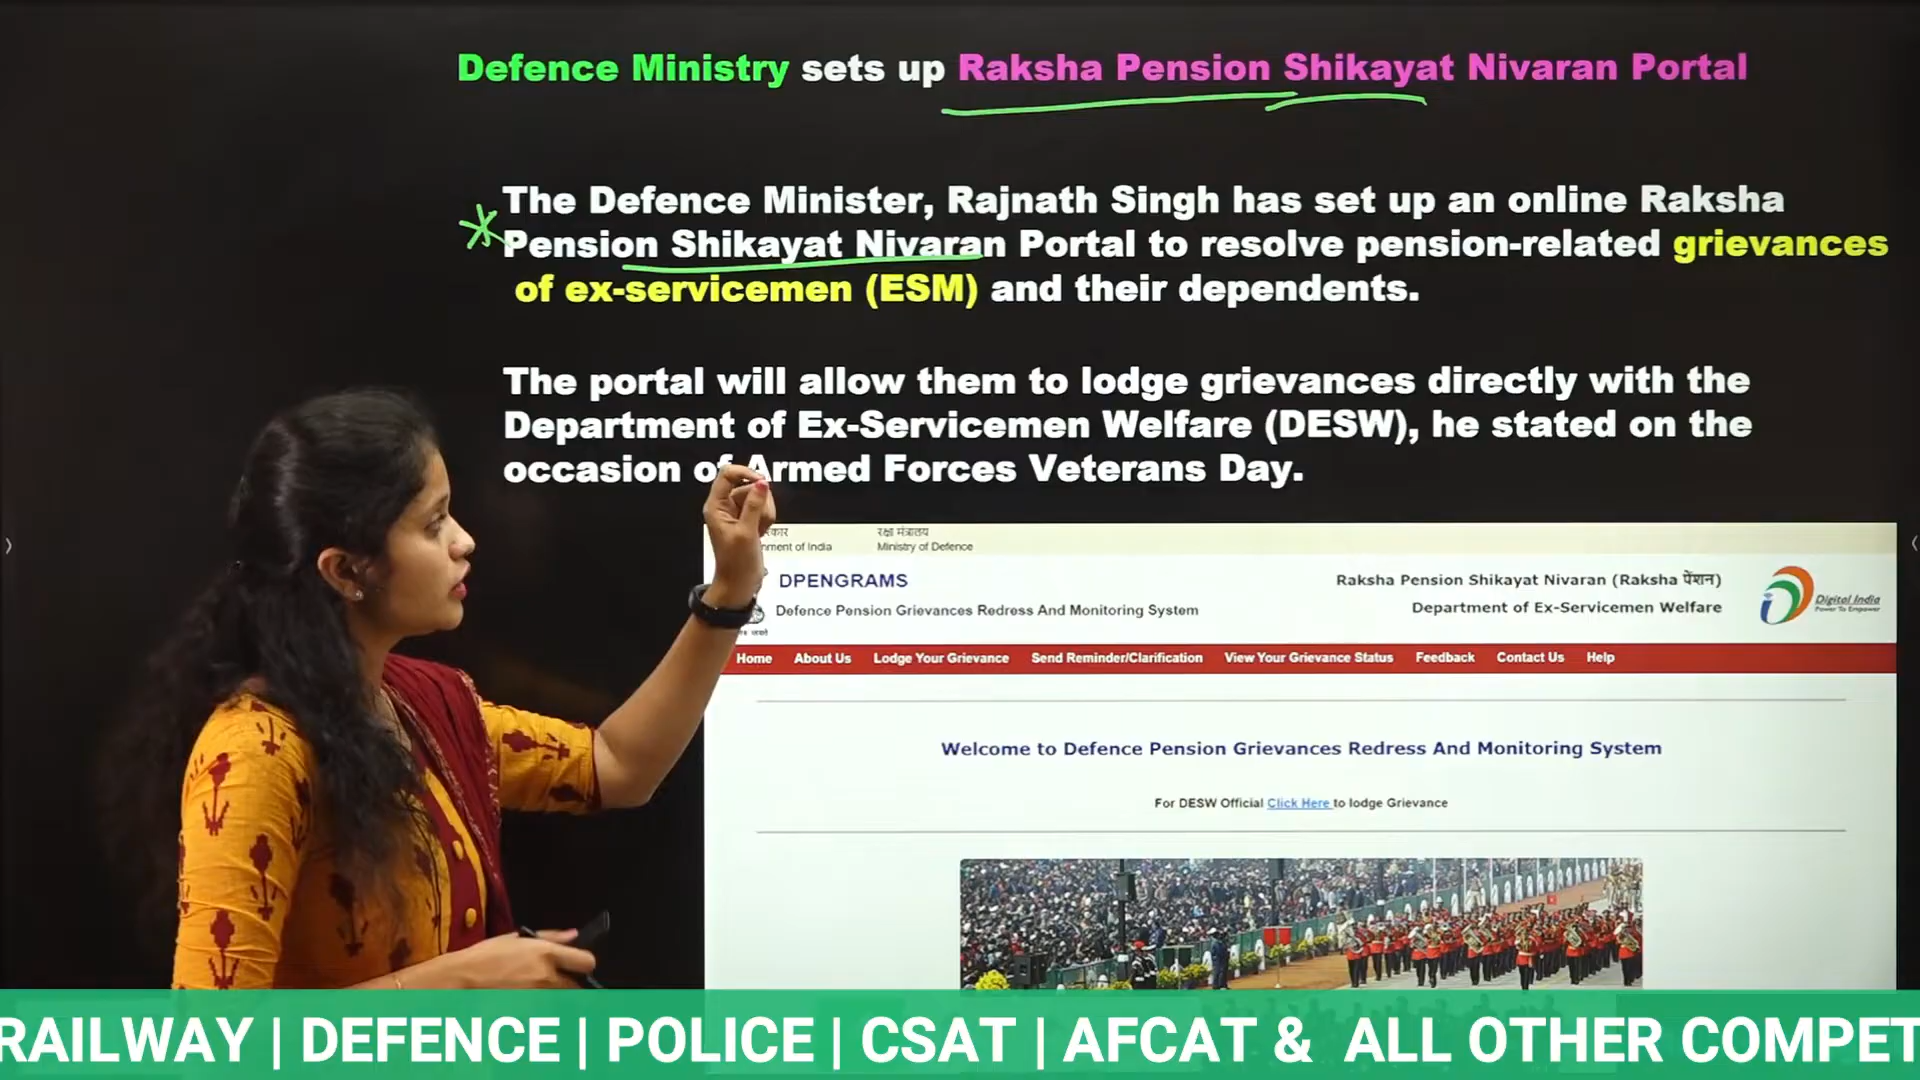 Defence Ministry sets up Raksha Pension Shikayat Nivaran Portal
The Defence Minister, Rajnath Singh has set up an online Raksha
Pension Shikayat Nivaran Portal to resolve pension-related grievances
of ex-servicemen (ESM) and their dependents.
The portal will allow them to lodge grievances directly with the
Department of Ex-Servicemen Welfare (DESW), he stated on the
occasion of Armed Forces Veterans Day.
रक्षा मंत्रालय
of India
Ministry of Defence
DPENGRAMS
Defence Pension Grievances Redress And Monitoring System
Raksha Pension Shikayat Nivaran (Raksha पेंशन)
Department of Ex-Servicemen Welfare
Digital India
Power To Empower
Home About Us Lodge Your Grievance Send Reminder/Clarification View Your Grievance Status Feedback Contact Us Help
Welcome to Defence Pension Grievances Redress And Monitoring System
For DESW Official Click Here to lodge Grievance
RAILWAY | DEFENCE | POLICE | CSAT | AFCAT & ALL OTHER COMPET